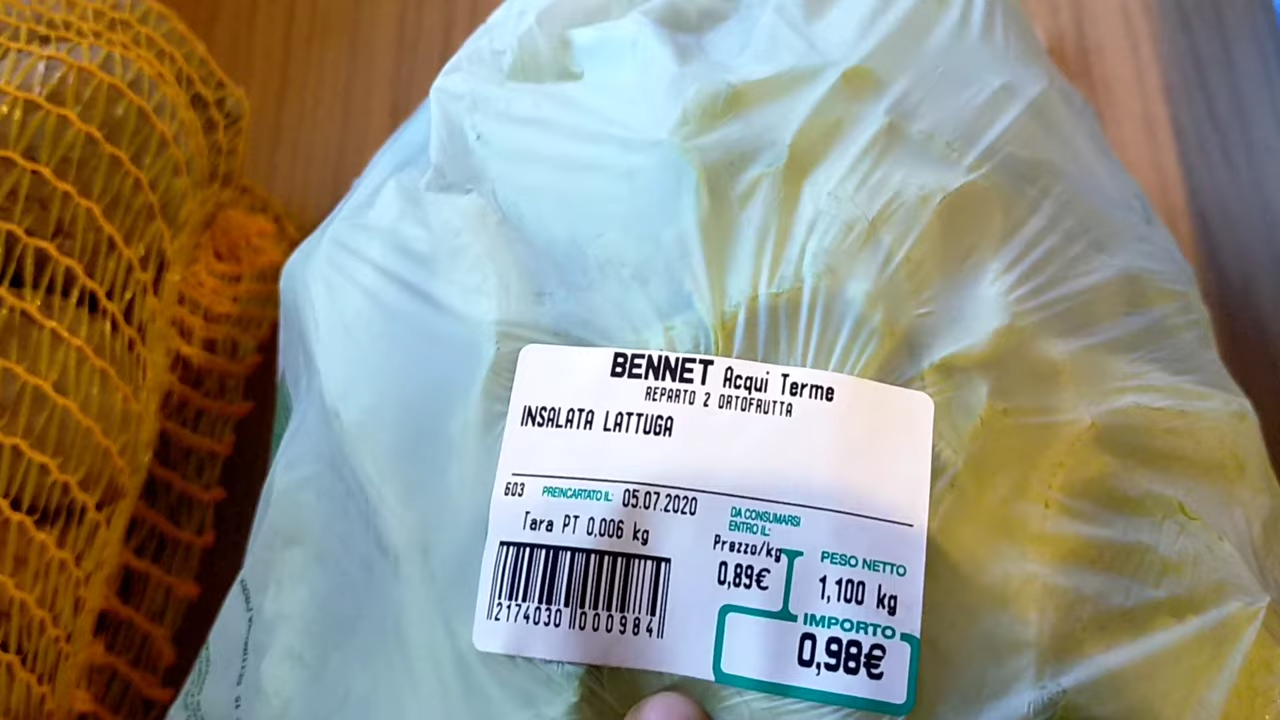 BENNET Acqui Terme
REPARTO 2 ORTOFRUTTA
INSALATA LATTUGA
603 PREINCARTATO IL: 05.07.2020
DA CONSUMARSI
ENTRO IL:
Tara PT 0,006 kg
Prezzo/kg
0,89€
PESO NETTO
1,100 kg
2174030 000984
IMPORTO
0,98€